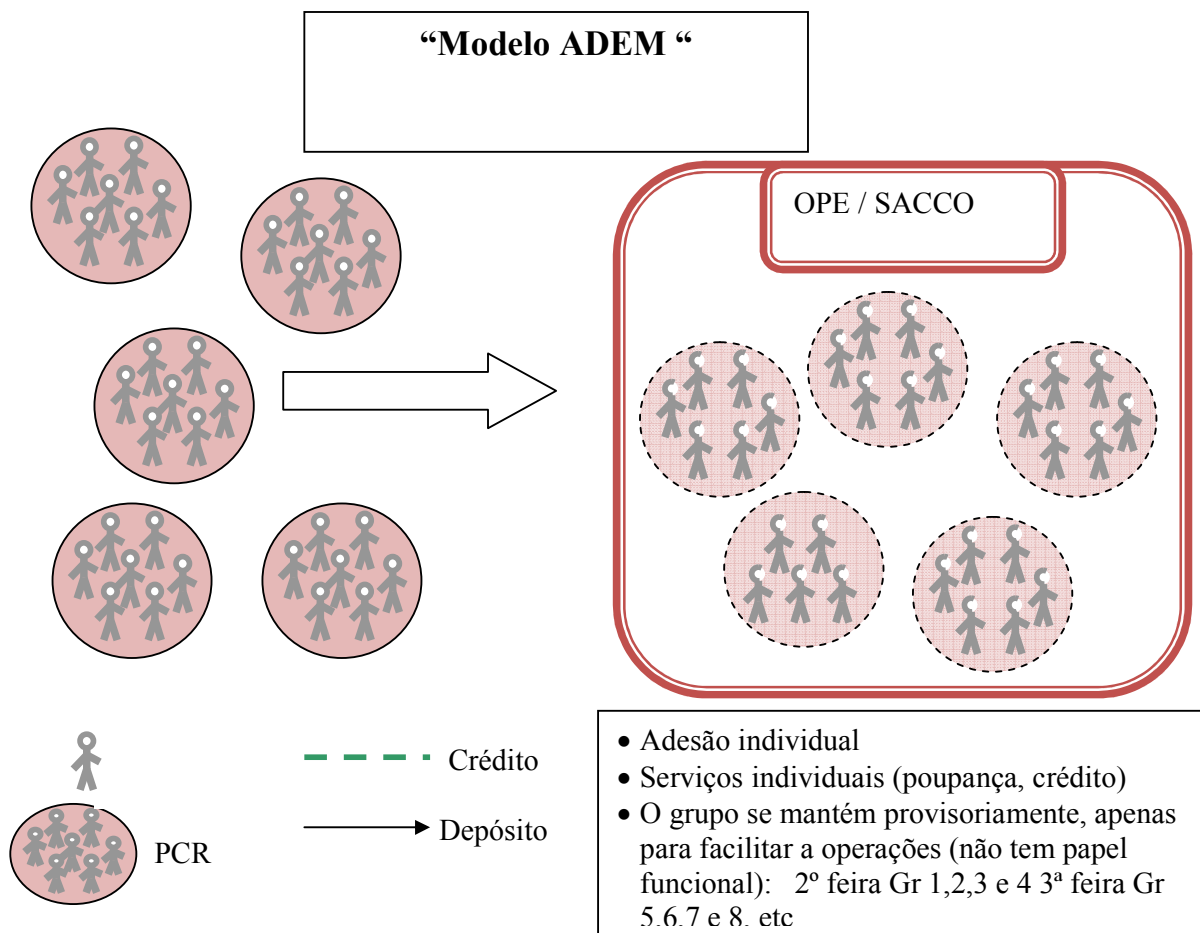 “Modelo ADEM “
OPE / SACCO
Crédito
Depósito
PCR
• Adesão individual
• Serviços individuais (poupança, crédito)
• O grupo se mantém provisoriamente, apenas
para facilitar a operações (não tem papel
funcional): 2º feira Gr 1,2,3 e 4 3ª feira Gr
5,6,7 e 8, etc